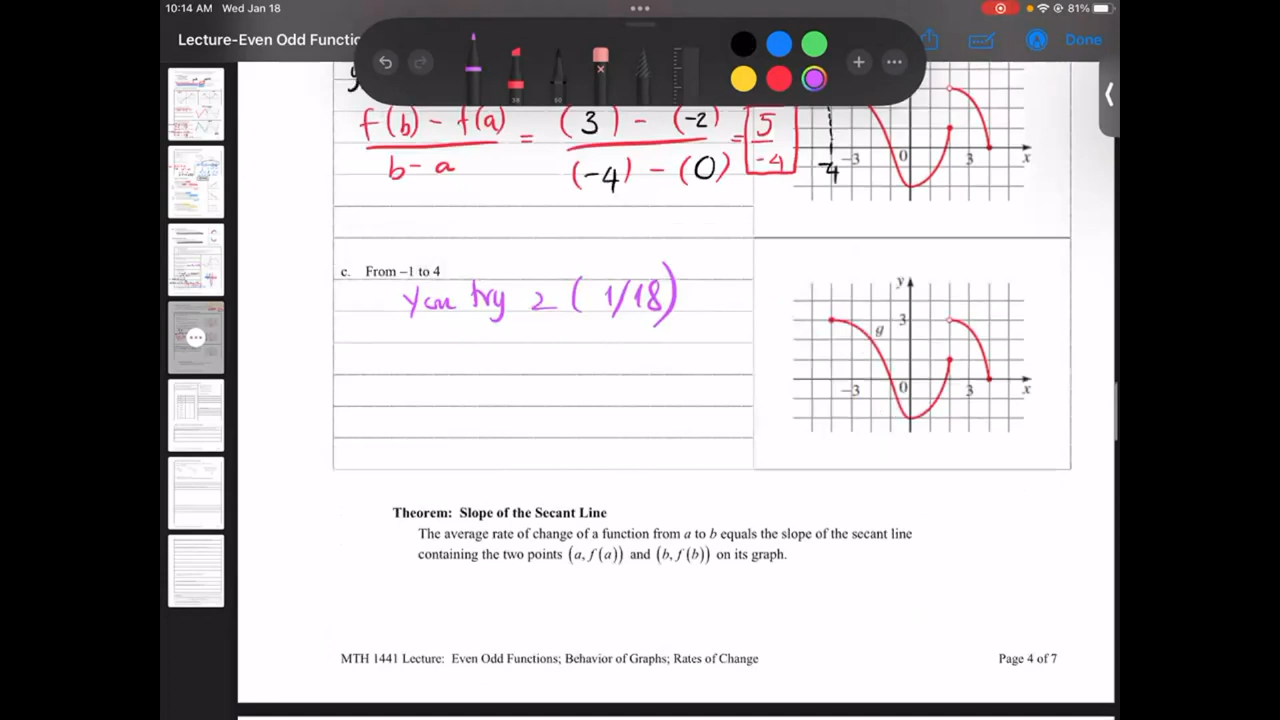 10:14 AM Wed Jan 18
81%
Lecture-Even Odd Functio
Done
38
50
f(b) - f(a) = (3) - (-2) = 5
b - a (-4) - (0) -4
-3 0 3 x
-4
c. From −1 to 4
You try 2 ( 1/18)
y
3
g
-3 0 3 x
Theorem: Slope of the Secant Line
The average rate of change of a function from a to b equals the slope of the secant line
containing the two points (a, f(a)) and (b, f(b)) on its graph.
MTH 1441 Lecture: Even Odd Functions; Behavior of Graphs; Rates of Change
Page 4 of 7